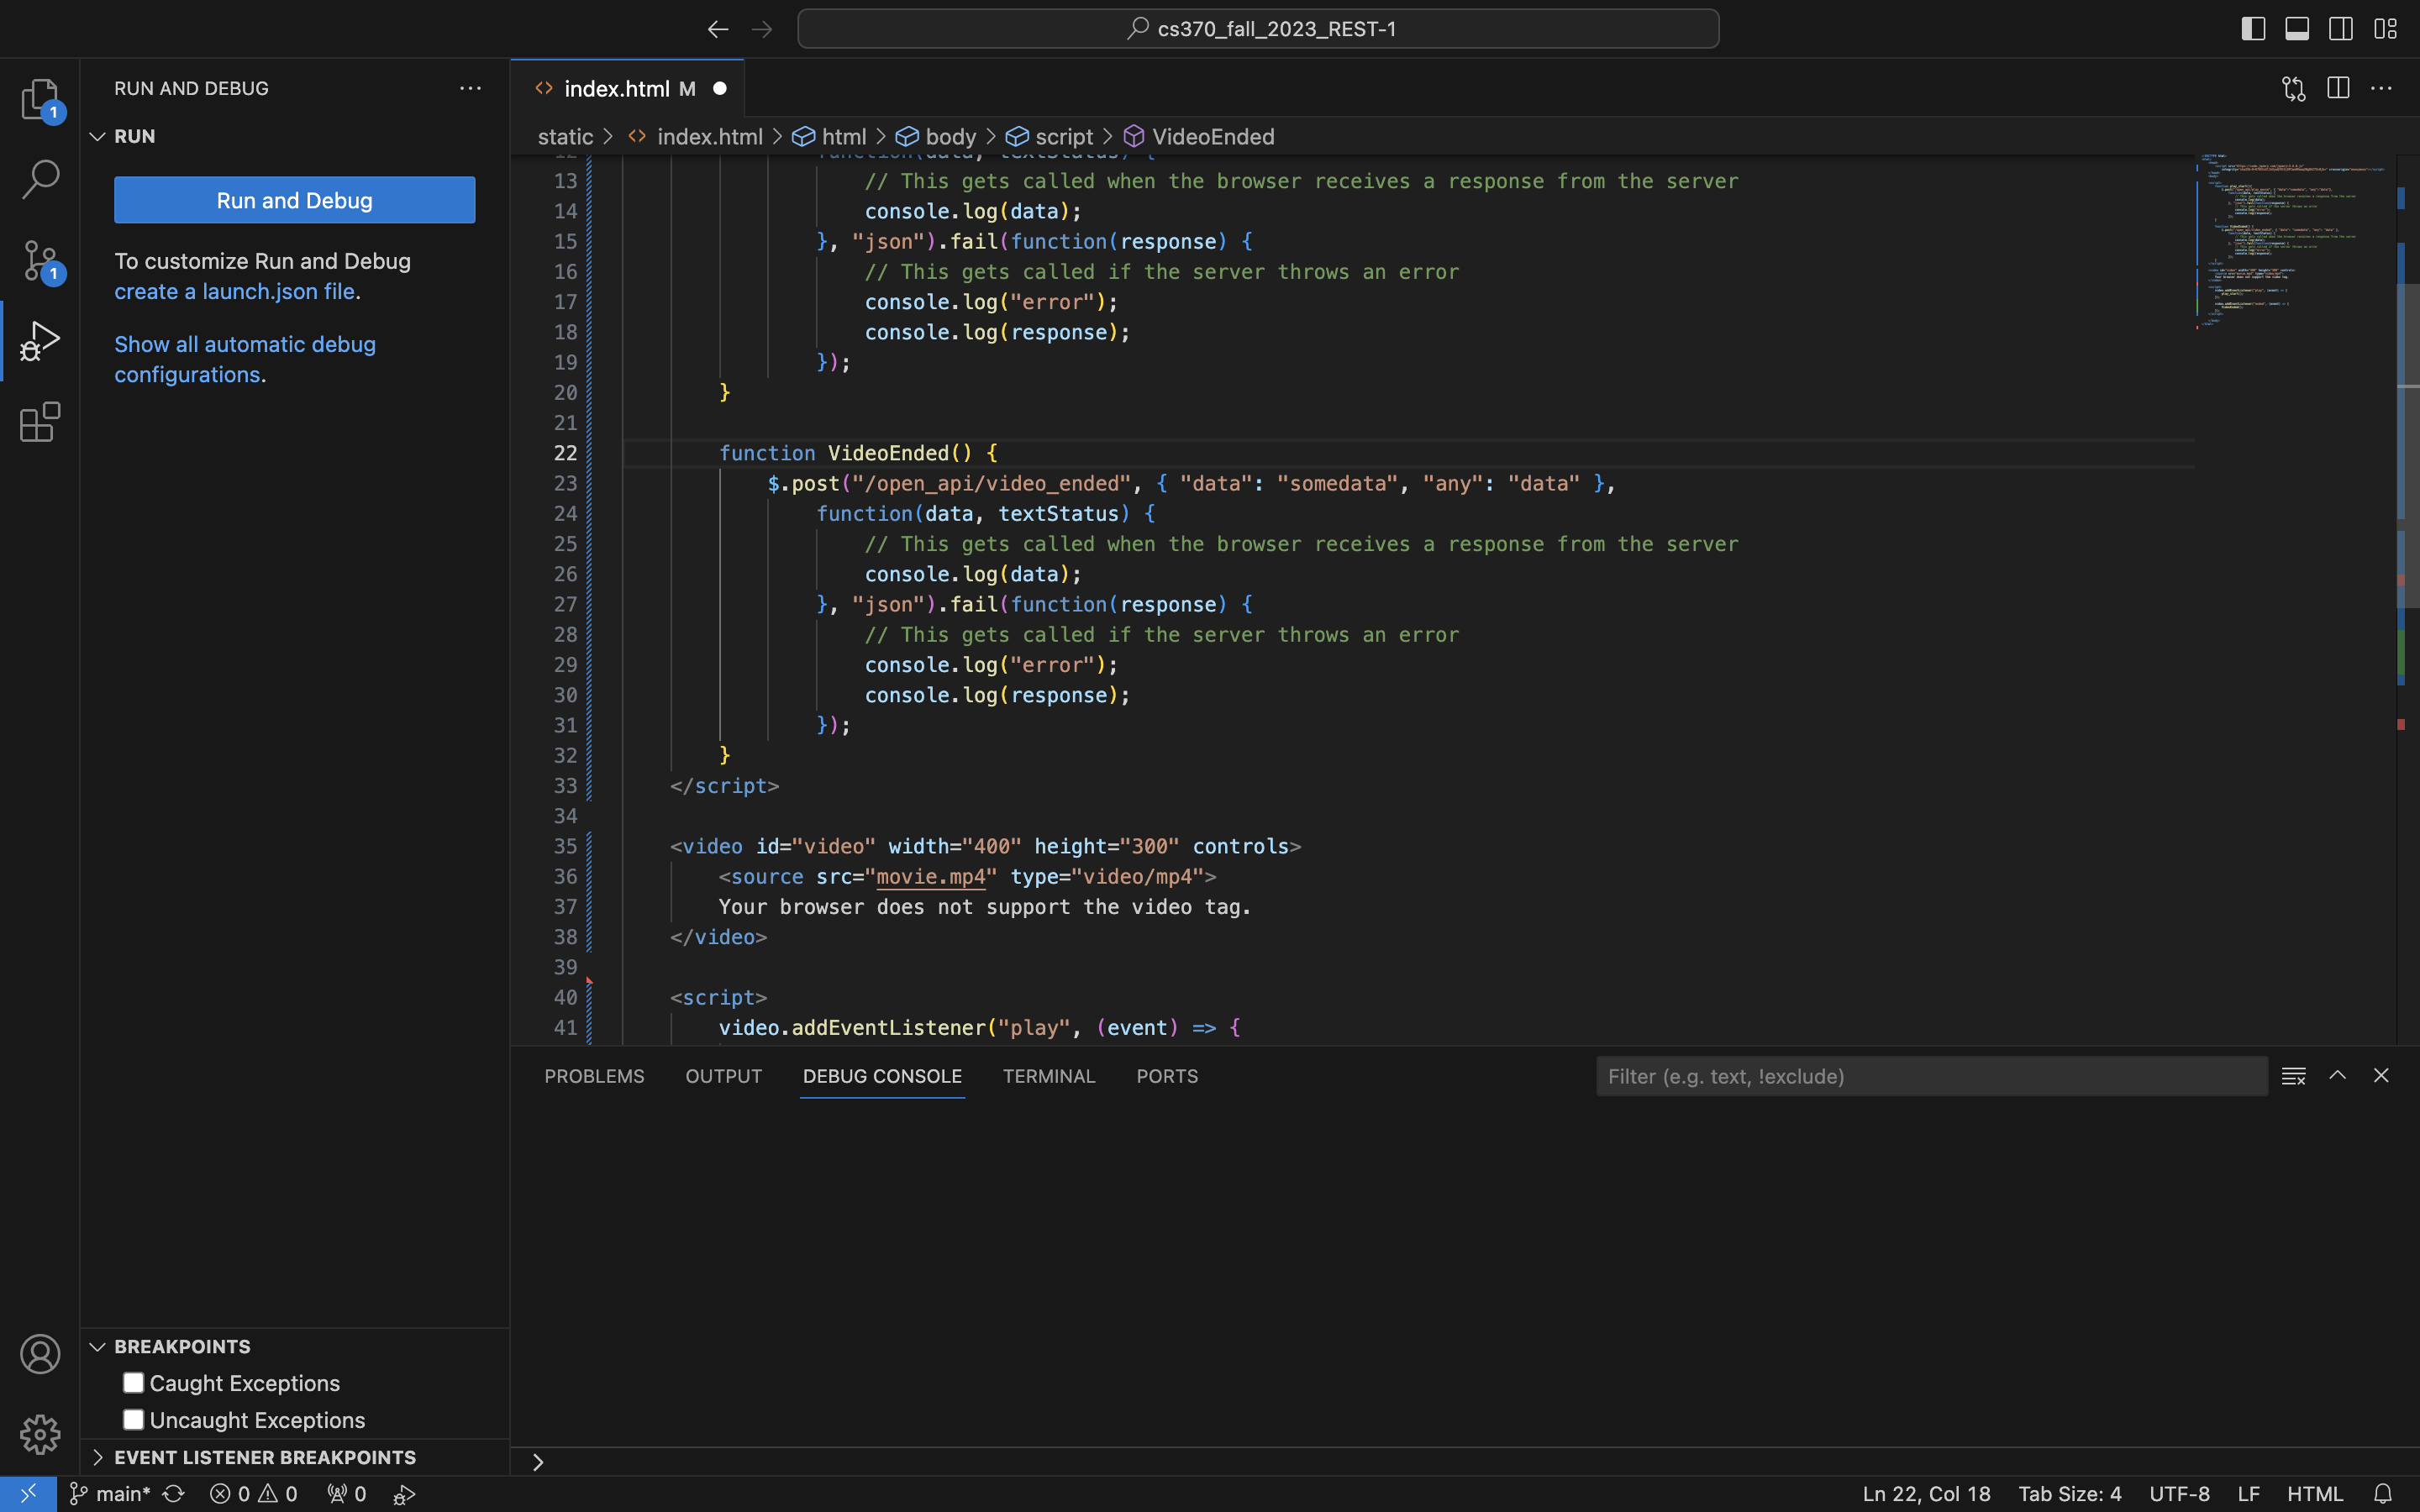 cs370_fall_2023_REST-1
RUN AND DEBUG
RUN
Run and Debug
To customize Run and Debug
create a launch.json file.
Show all automatic debug
configurations.
1
1
index.html M
static > index.html > html > body > script > VideoEnded
12 function(data, textStatus) {
13 // This gets called when the browser receives a response from the server
14 console.log(data);
15 }, "json").fail(function(response) {
16 // This gets called if the server throws an error
17 console.log("error");
18 console.log(response);
19 });
20 }
21
22 function VideoEnded() {
23 $.post("/open_api/video_ended", { "data": "somedata", "any": "data" },
24 function(data, textStatus) {
25 // This gets called when the browser receives a response from the server
26 console.log(data);
27 }, "json").fail(function(response) {
28 // This gets called if the server throws an error
29 console.log("error");
30 console.log(response);
31 });
32 }
33 </script>
34
35 <video id="video" width="400" height="300" controls>
36 <source src="movie.mp4" type="video/mp4">
37 Your browser does not support the video tag.
38 </video>
39
40 <script>
41 video.addEventListener("play", (event) => {
PROBLEMS OUTPUT DEBUG CONSOLE TERMINAL PORTS
Filter (e.g. text, !exclude)
BREAKPOINTS
Caught Exceptions
Uncaught Exceptions
EVENT LISTENER BREAKPOINTS
>
main* 0 0 0
Ln 22, Col 18 Tab Size: 4 UTF-8 LF HTML